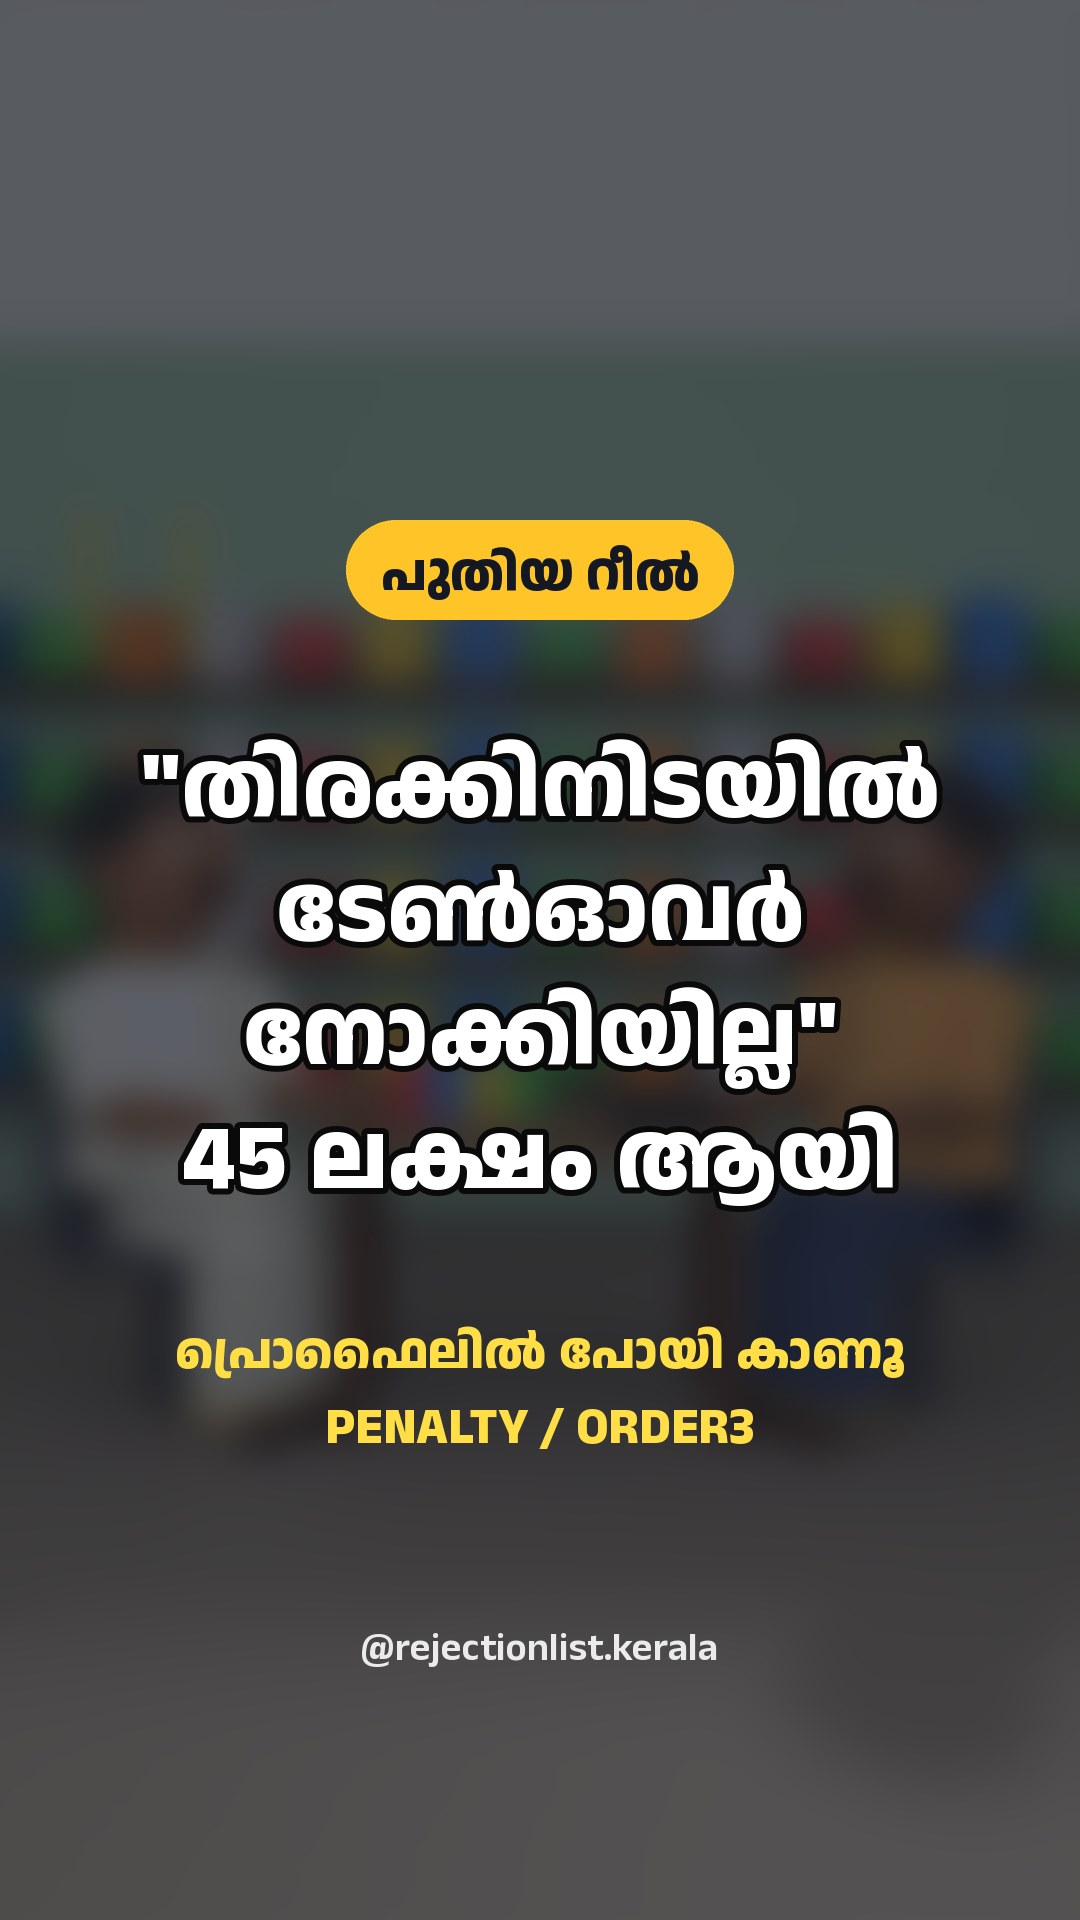 പുതിയ റീൽ
"തിരക്കിനിടയിൽ
ടേൺഓവർ
നോക്കിയില്ല"
45 ലക്ഷം ആയി
പ്രൊഫൈലിൽ പോയി കാണൂ
PENALTY / ORDER3
@rejectionlist.kerala